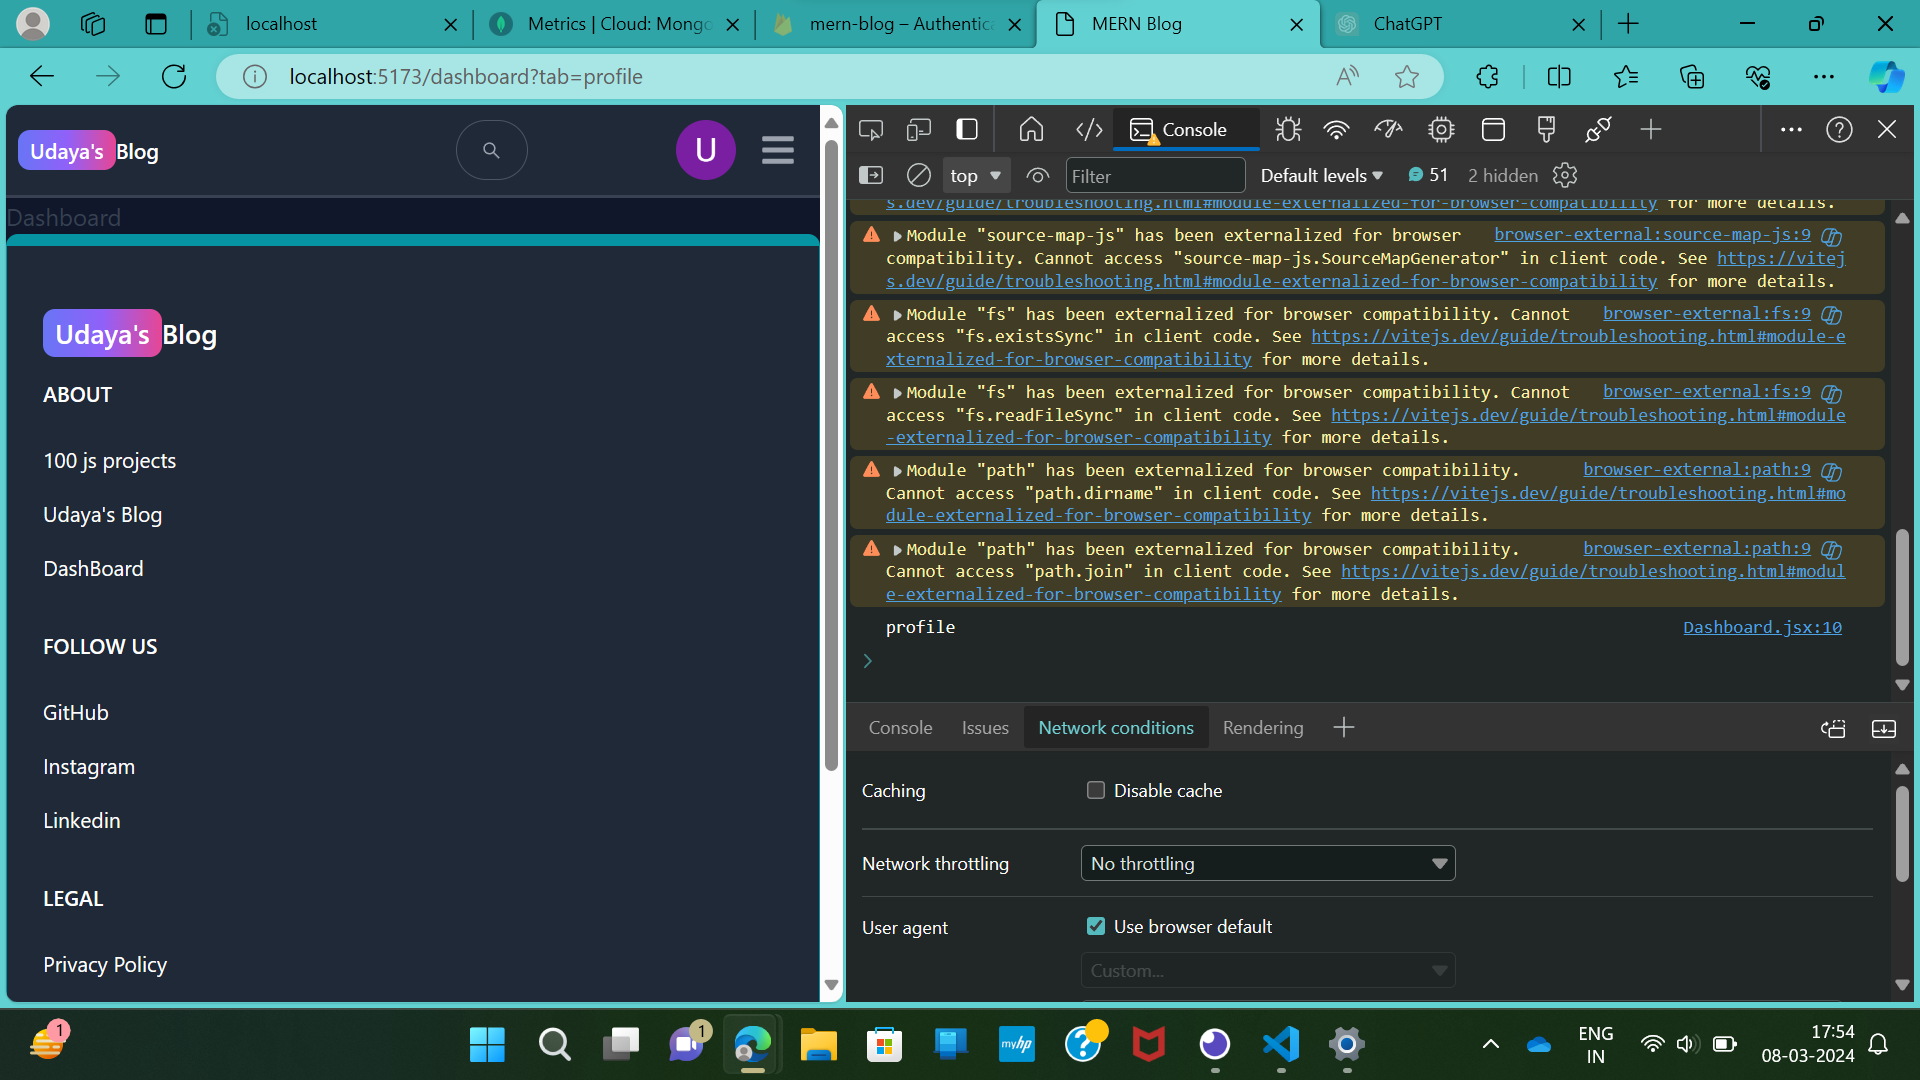 localhost
Metrics | Cloud: Mongo
mern-blog – Authentica
MERN Blog
ChatGPT
localhost:5173/dashboard?tab=profile
Udaya's Blog
U
Dashboard
Udaya's Blog
ABOUT
100 js projects
Udaya's Blog
DashBoard
FOLLOW US
GitHub
Instagram
Linkedin
LEGAL
Privacy Policy
Console
top
Filter
Default levels
51
2 hidden
s.dev/guide/troubleshooting.html#module-externalized-for-browser-compatibility for more details.
Module "source-map-js" has been externalized for browser browser-external:source-map-js:9
compatibility. Cannot access "source-map-js.SourceMapGenerator" in client code. See https://vitej
s.dev/guide/troubleshooting.html#module-externalized-for-browser-compatibility for more details.
Module "fs" has been externalized for browser compatibility. Cannot browser-external:fs:9
access "fs.existsSync" in client code. See https://vitejs.dev/guide/troubleshooting.html#module-e
xternalized-for-browser-compatibility for more details.
Module "fs" has been externalized for browser compatibility. Cannot browser-external:fs:9
access "fs.readFileSync" in client code. See https://vitejs.dev/guide/troubleshooting.html#module
-externalized-for-browser-compatibility for more details.
Module "path" has been externalized for browser compatibility. browser-external:path:9
Cannot access "path.dirname" in client code. See https://vitejs.dev/guide/troubleshooting.html#mo
dule-externalized-for-browser-compatibility for more details.
Module "path" has been externalized for browser compatibility. browser-external:path:9
Cannot access "path.join" in client code. See https://vitejs.dev/guide/troubleshooting.html#modul
e-externalized-for-browser-compatibility for more details.
profile Dashboard.jsx:10
Console
Issues
Network conditions
Rendering
Caching
Disable cache
Network throttling
No throttling
User agent
Use browser default
Custom...
1
1
myhp
ENG
IN
17:54
08-03-2024